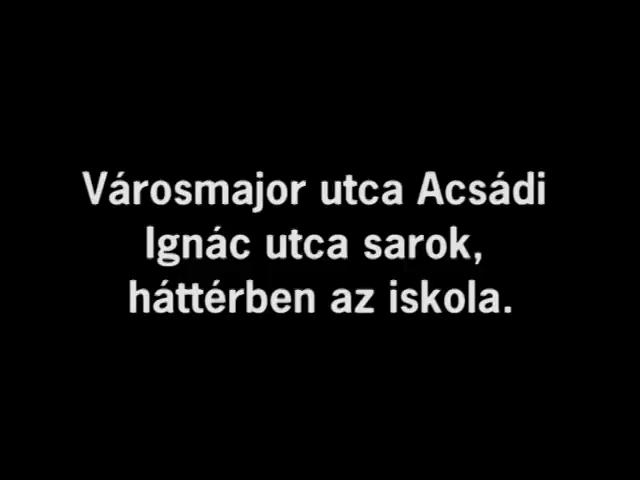 Városmajor utca Acsádi
Ignác utca sarok,
háttérben az iskola.